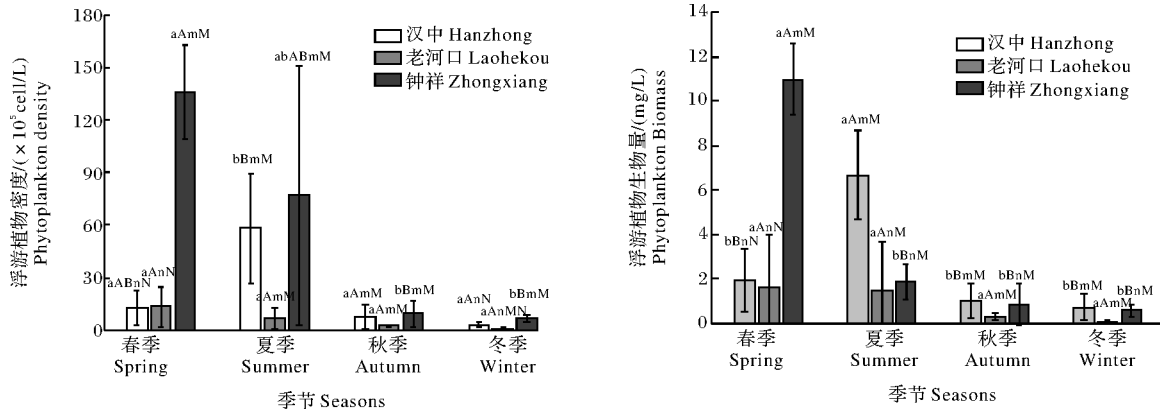 180
150
120
90
60
30
0
浮游植物密度/(×10⁵cell/L)
Phytoplankton density
汉中 Hanzhong
老河口 Laohekou
钟祥 Zhongxiang
aAmM
abABmM
bBmM
aABnN
aAnN
aAmM
aAmM
aAmM
bBmM
aAnN
aAnMN
bBmM
春季
Spring
夏季
Summer
秋季
Autumn
冬季
Winter
季节 Seasons
14
12
10
8
6
4
2
0
浮游植物生物量/(mg/L)
Phytoplankton Biomass
汉中 Hanzhong
老河口 Laohekou
钟祥 Zhongxiang
aAmM
aAmM
bBnN
aAnN
aAnM
bBnM
bBmM
aAmM
bBnM
bBmM
aAmM
bBnM
春季
Spring
夏季
Summer
秋季
Autumn
冬季
Winter
季节 Seasons